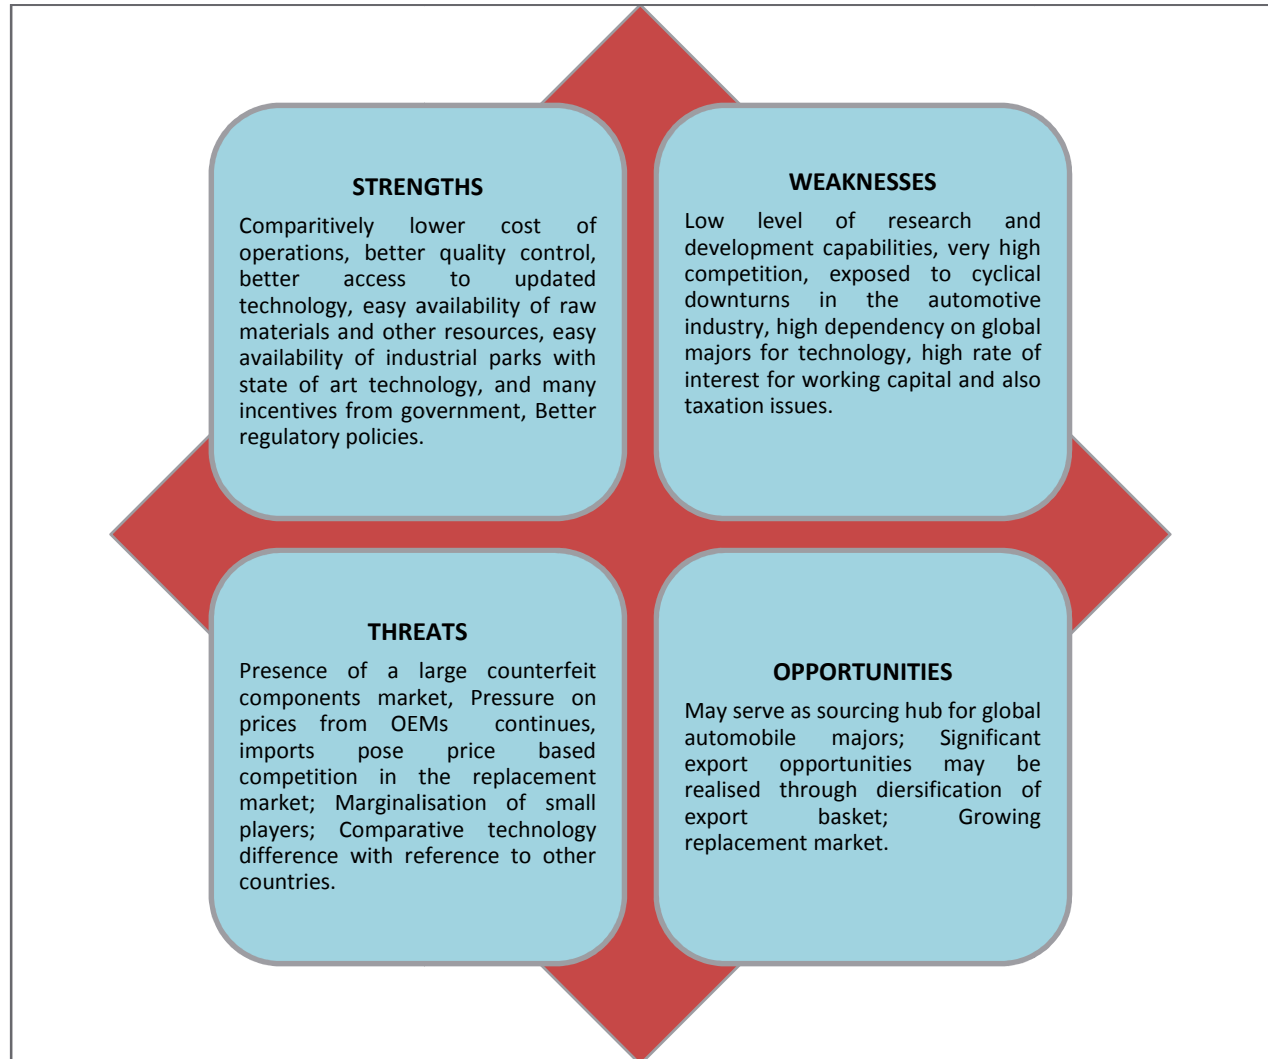 STRENGTHS
Comparitively lower cost of
operations, better quality control,
better access to updated
technology, easy availability of raw
materials and other resources, easy
availability of industrial parks with
state of art technology, and many
incentives from government, Better
regulatory policies.
WEAKNESSES
Low level of research and
development capabilities, very high
competition, exposed to cyclical
downturns in the automotive
industry, high dependency on global
majors for technology, high rate of
interest for working capital and also
taxation issues.
THREATS
Presence of a large counterfeit
components market, Pressure on
prices from OEMs continues,
imports pose price based
competition in the replacement
market; Marginalisation of small
players; Comparative technology
difference with reference to other
countries.
OPPORTUNITIES
May serve as sourcing hub for global
automobile majors; Significant
export opportunities may be
realised through diersification of
export basket; Growing
replacement market.